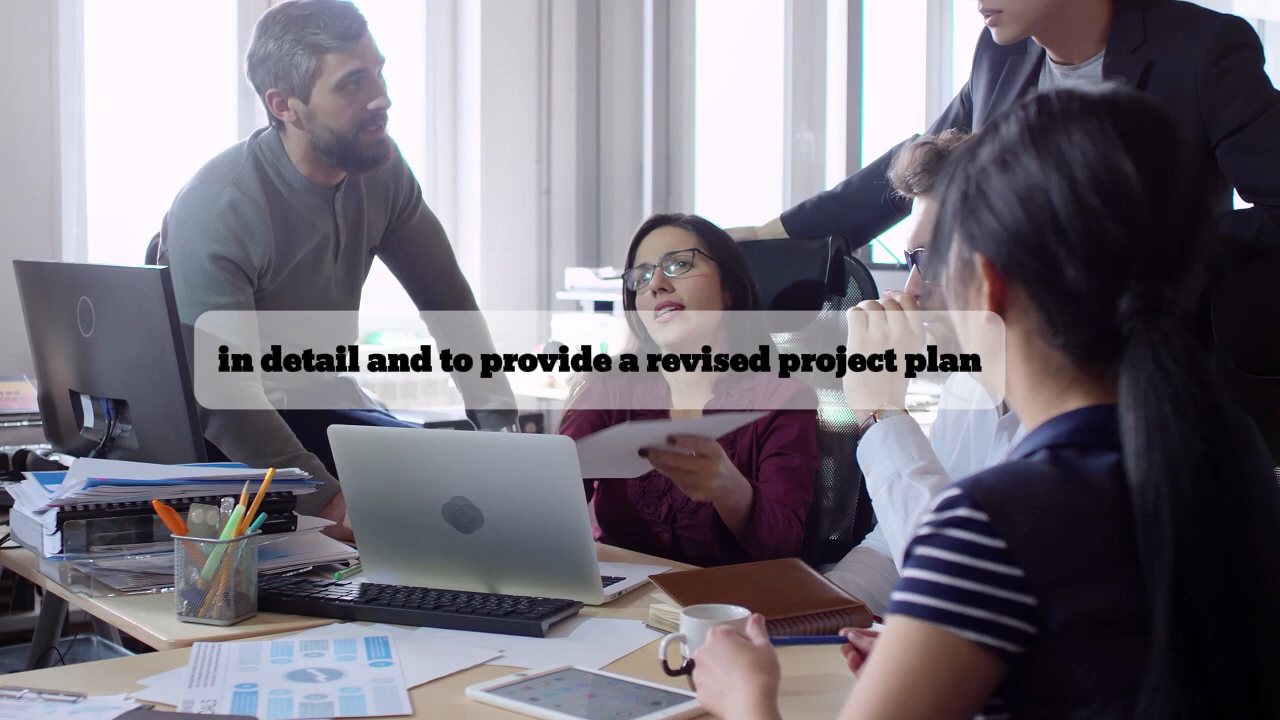 in detail and to provide a revised project plan